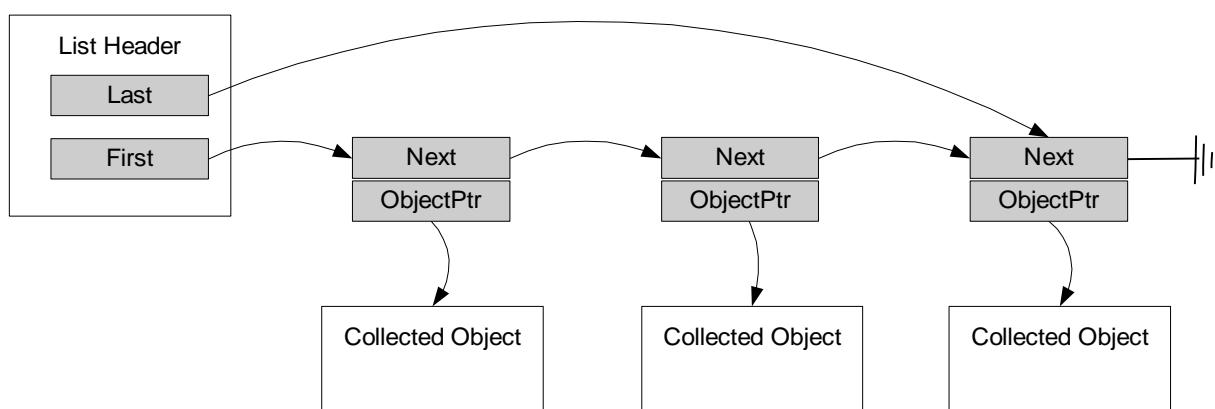 List Header
Last
First
Next
Next
Next
ObjectPtr
ObjectPtr
ObjectPtr
Collected Object
Collected Object
Collected Object